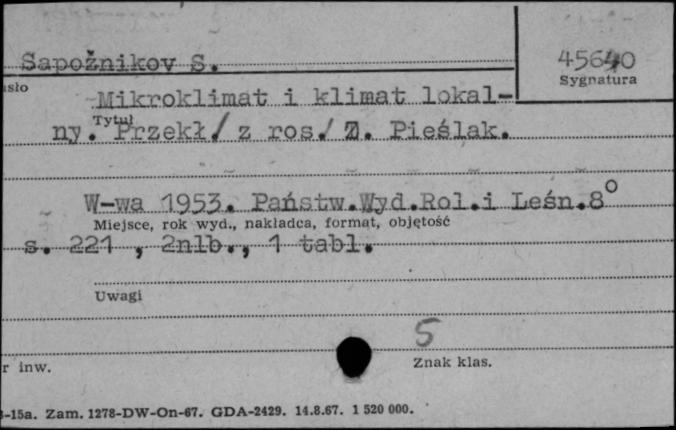 Sapožnikov S.
45640
Sygnatura
sło
Mikroklimat i klimat lokal-
Tytuł
ny. Przekł/ z ros/ Z. Pieślak.
W-wa 1953. Państw.Wyd.Rol.i Leśn.8°
Miejsce, rok wyd., nakładca, format, objętość
s. 221 , 2nlb., 1 tabl.
Uwagi
5
r inw.
Znak klas.
-15a. Zam. 1278-DW-On-67. GDA-2429. 14.8.67. 1 520 000.